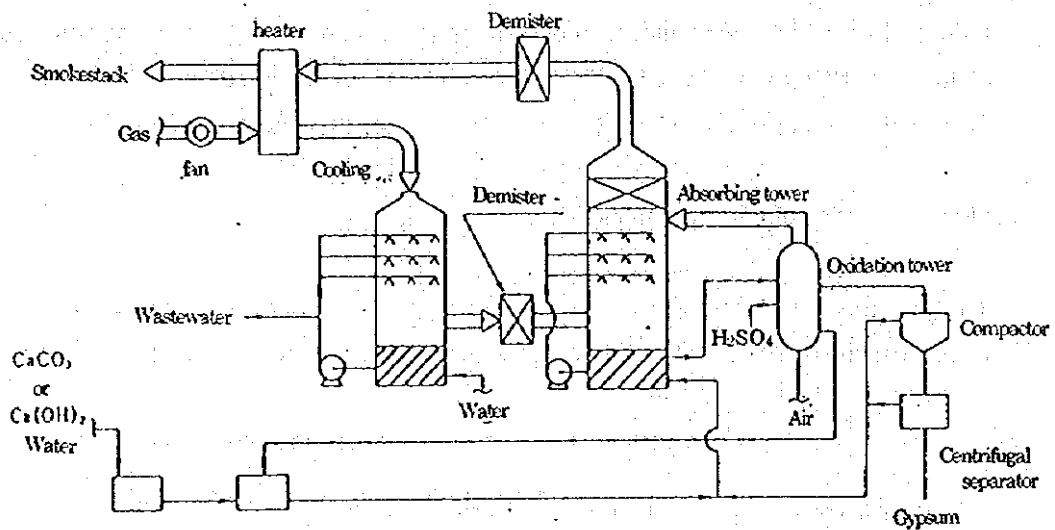 Demister
heater
Smokestack
Gas
fan
Cooling
Demister
Absorbing tower
Oxidation tower
Wastewater
H₂SO₄
Compactor
CaCO₃
or
Ca(OH)₂
Water
Water
Air
Centrifugal
separator
Gypsum